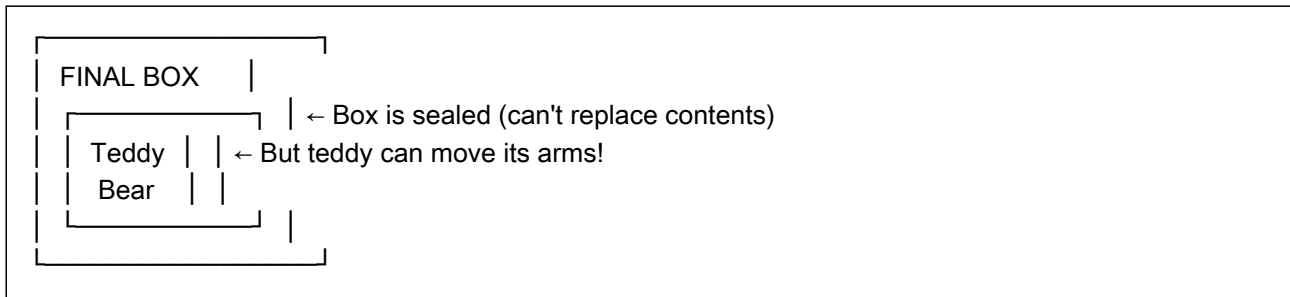 FINAL BOX
← Box is sealed (can't replace contents)
Teddy ← But teddy can move its arms!
Bear